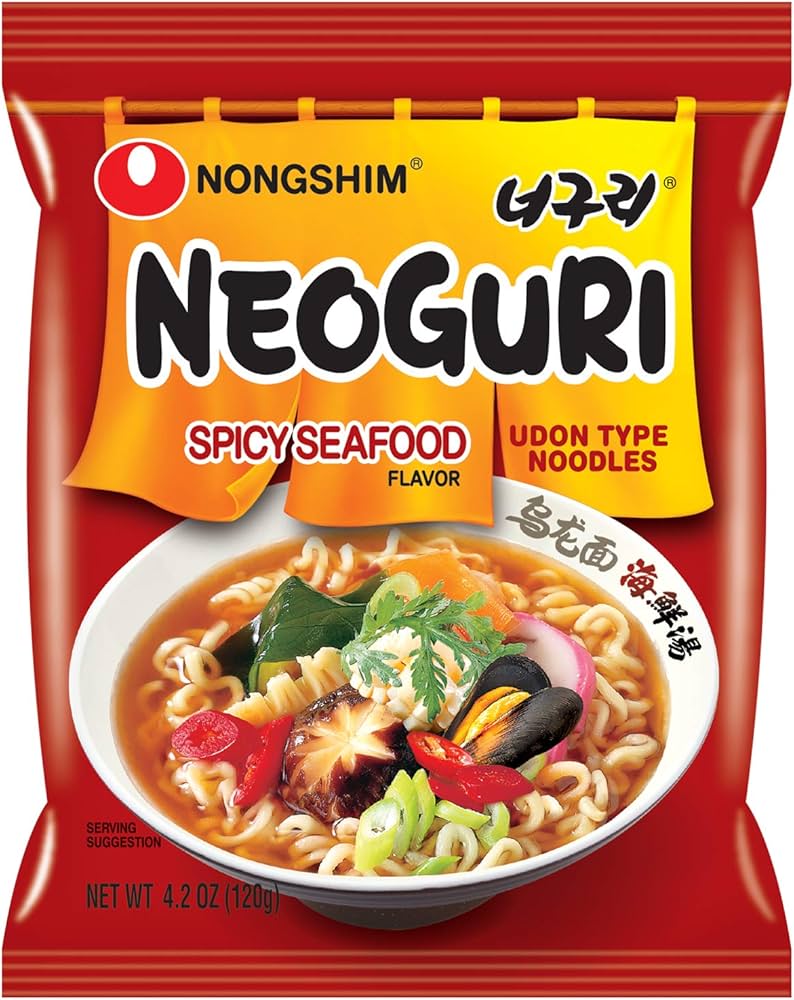 NONGSHIM®
너구리®
NEOGURI
SPICY SEAFOOD
FLAVOR
UDON TYPE
NOODLES
乌龙面
海鲜湯
SERVING
SUGGESTION
NET WT 4.2 OZ (120g)